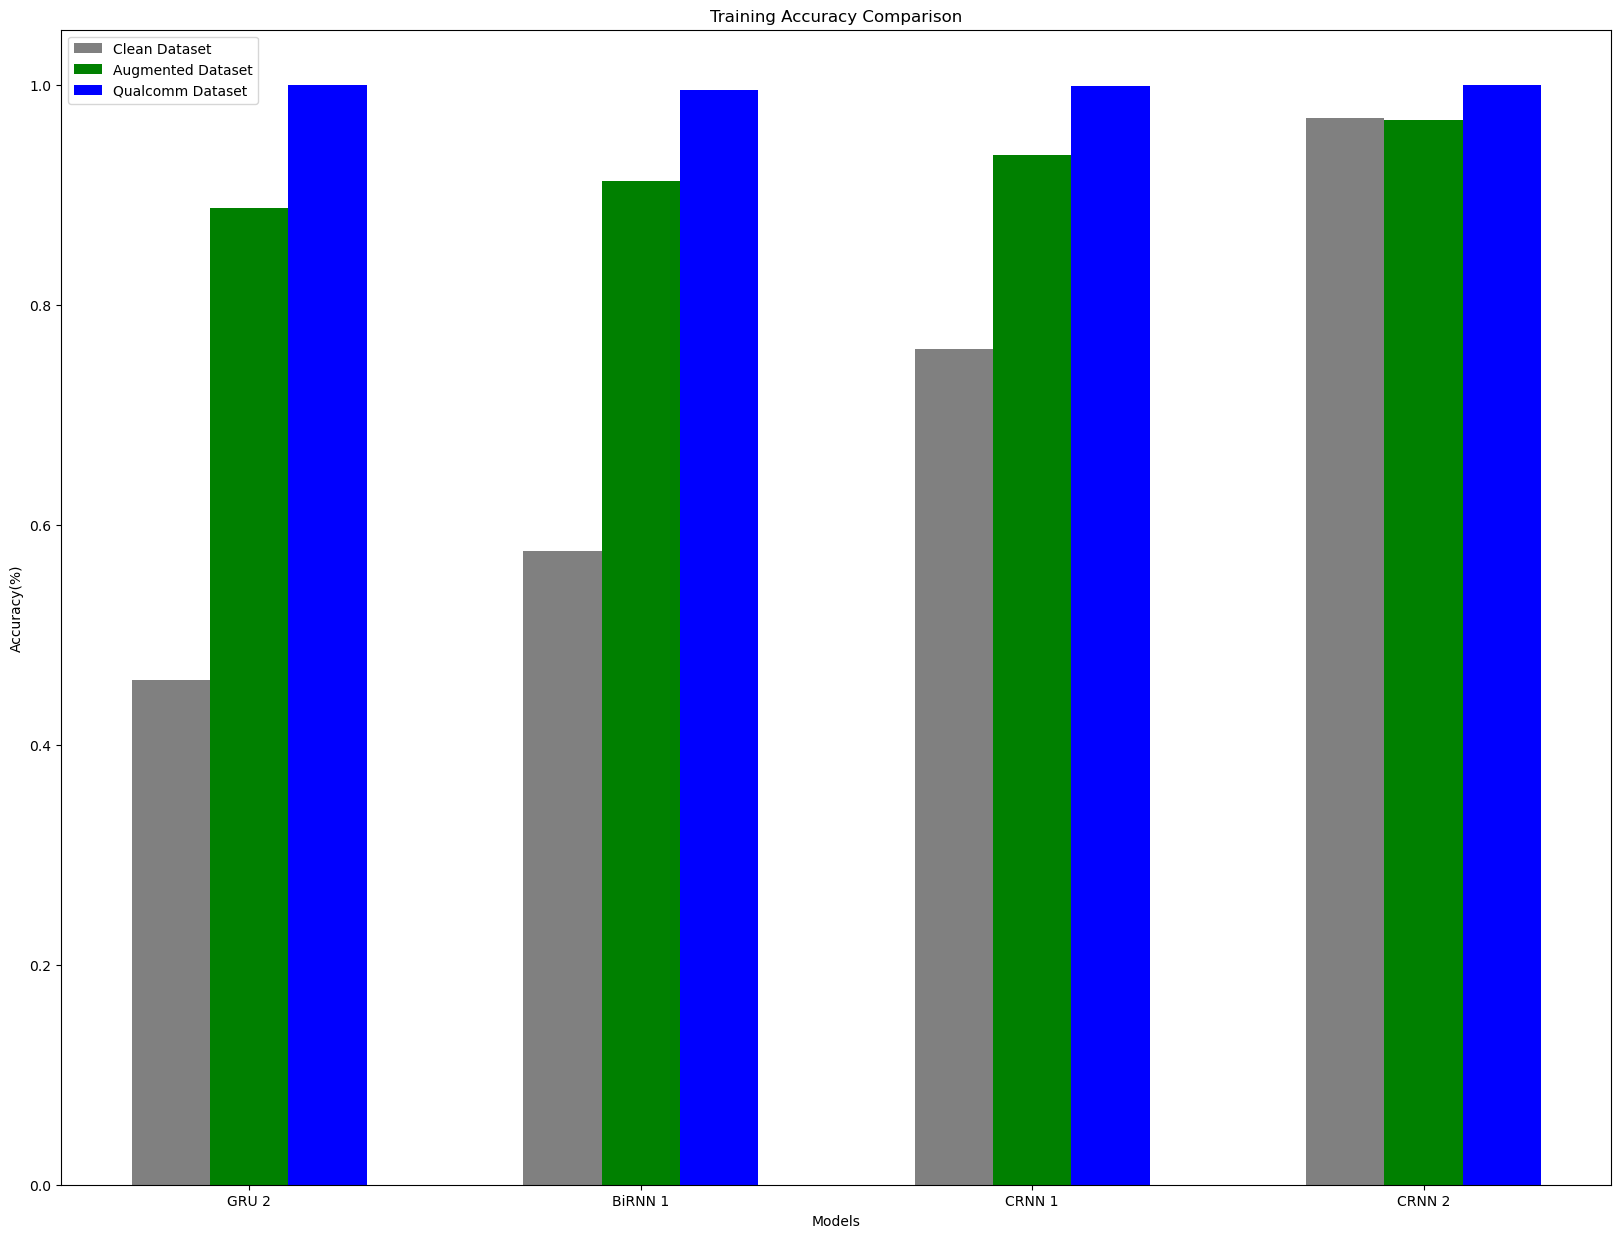 Training Accuracy Comparison
Clean Dataset
Augmented Dataset
Qualcomm Dataset
1.0
0.8
0.6
0.4
0.2
0.0
Accuracy(%)
GRU 2
BiRNN 1
CRNN 1
CRNN 2
Models